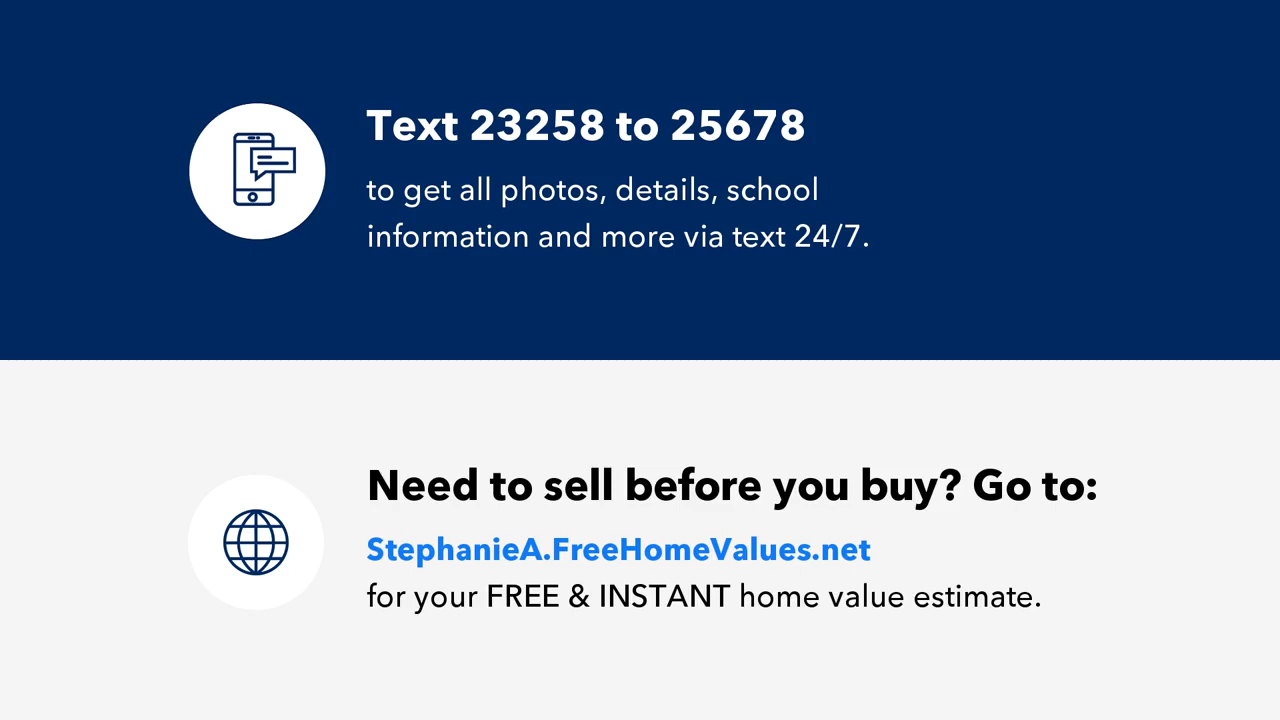 Text 23258 to 25678
to get all photos, details, school
information and more via text 24/7.
Need to sell before you buy? Go to:
StephanieA.FreeHomeValues.net
for your FREE & INSTANT home value estimate.